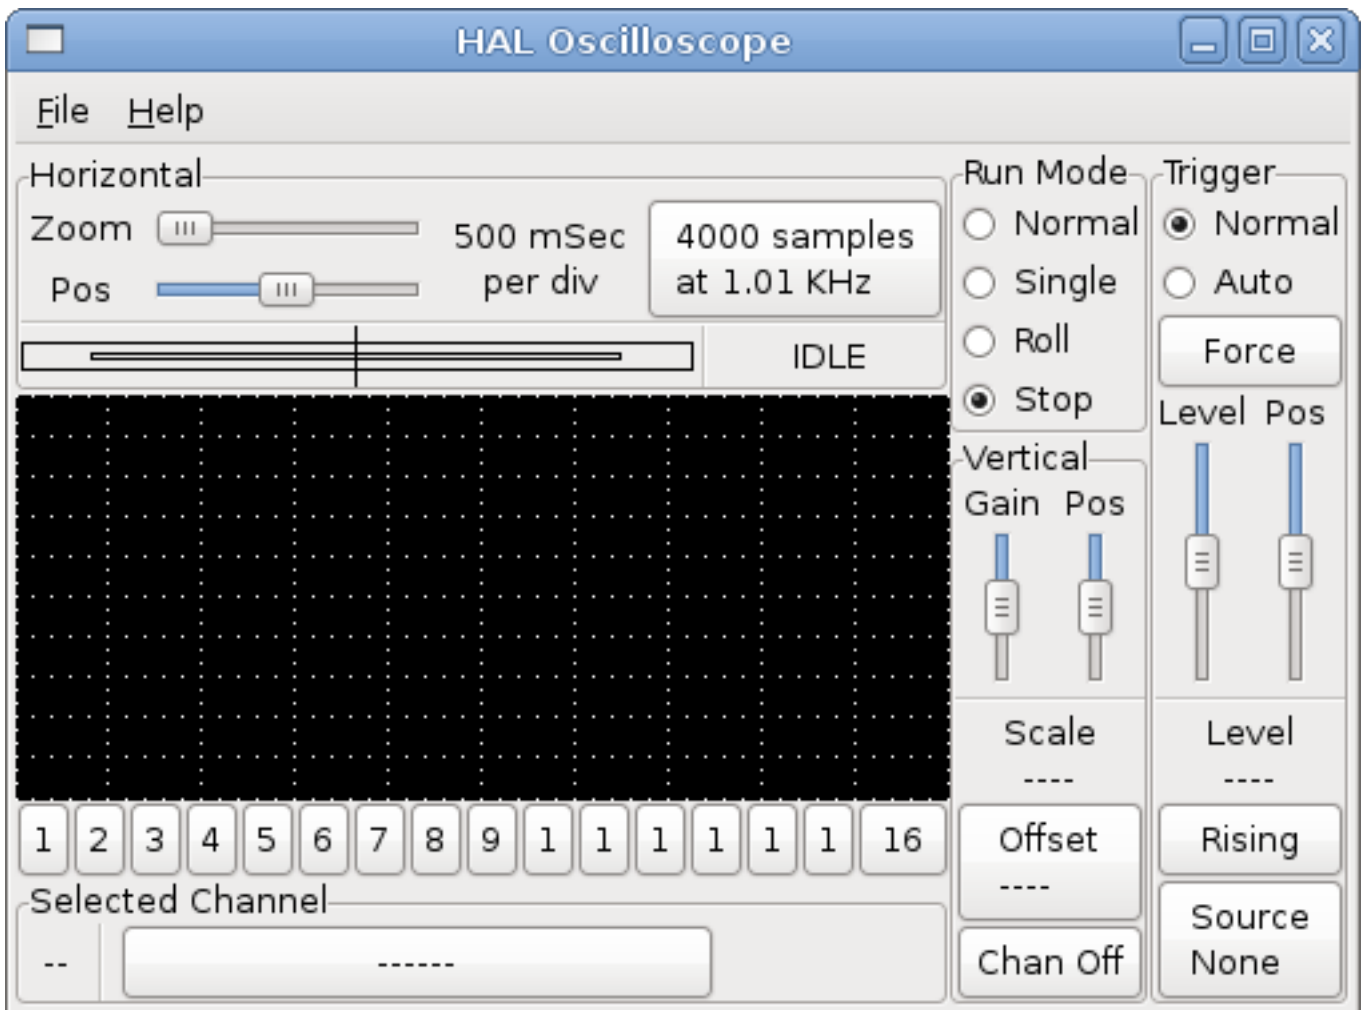 HAL Oscilloscope
File Help
Horizontal
Zoom
Pos
500 mSec
per div
4000 samples
at 1.01 KHz
IDLE
Run Mode
Normal
Single
Roll
Stop
Trigger
Normal
Auto
Force
Level Pos
Vertical
Gain Pos
Scale
----
Level
----
1 2 3 4 5 6 7 8 9 1 1 1 1 1 1 16
Offset
----
Rising
Selected Channel
-- ------
Chan Off
Source
None